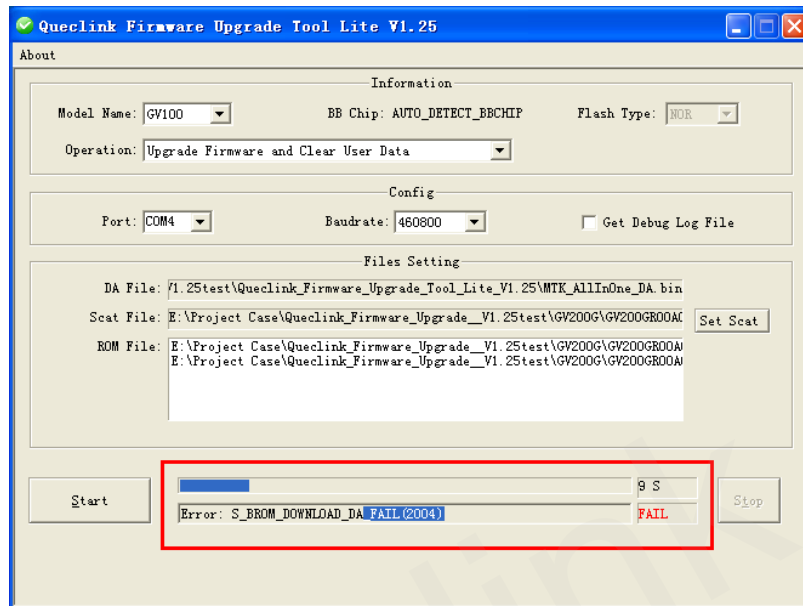 Queclink Firmware Upgrade Tool Lite V1.25
About
Information
Model Name: GV100 BB Chip: AUTO_DETECT_BBCHIP Flash Type: NOR
Operation: Upgrade Firmware and Clear User Data
Config
Port: COM4 Baudrate: 460800 Get Debug Log File
Files Setting
DA File: /1.25test\Queclink_Firmware_Upgrade_Tool_Lite_V1.25\MTK_AllInOne_DA.bin
Scat File: E:\Project Case\Queclink_Firmware_Upgrade__V1.25test\GV200G\GV200GR00A0 Set Scat
ROM File: E:\Project Case\Queclink_Firmware_Upgrade__V1.25test\GV200G\GV200GR00A
E:\Project Case\Queclink_Firmware_Upgrade__V1.25test\GV200G\GV200GR00A
9 S
Start Stop
Error: S_BROM_DOWNLOAD_DA_FAIL(2004) FAIL